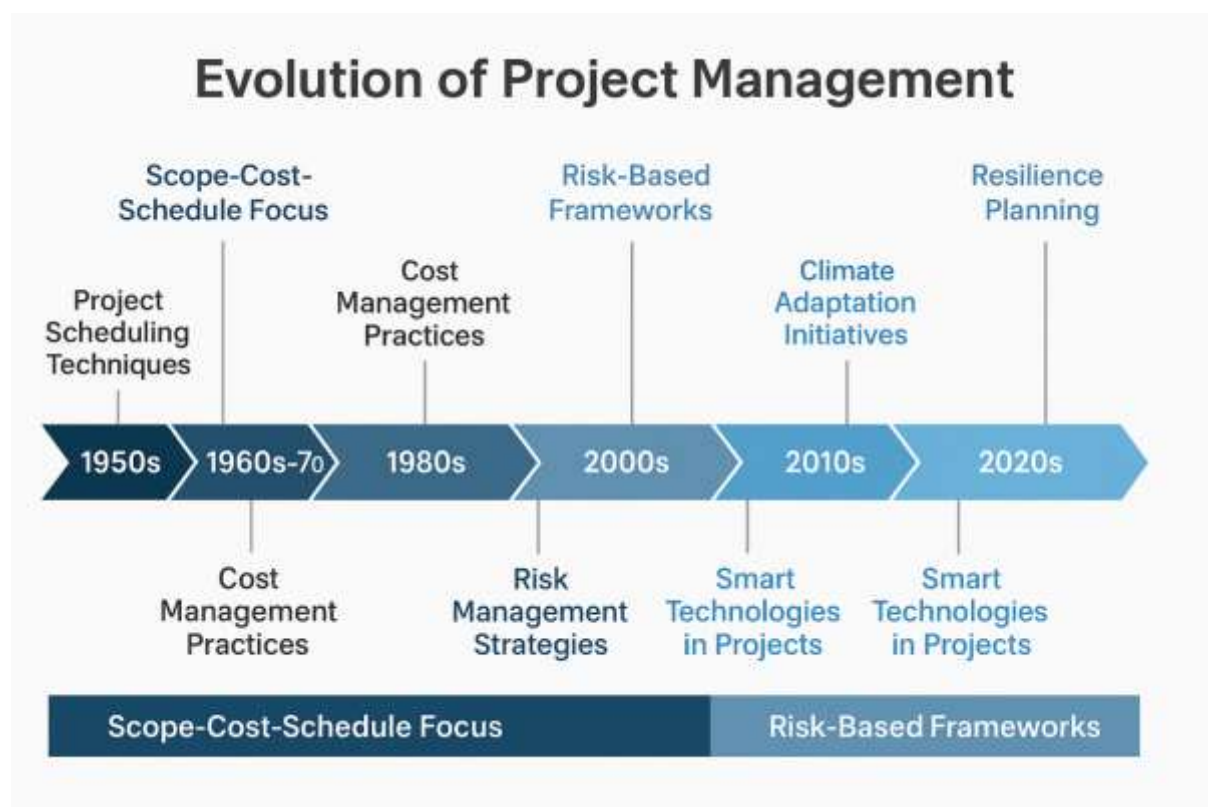 Evolution of Project Management
Scope-Cost-
Schedule Focus
Risk-Based
Frameworks
Resilience
Planning
Project
Scheduling
Techniques
Cost
Management
Practices
Climate
Adaptation
Initiatives
1950s
1960s-70
1980s
2000s
2010s
2020s
Cost
Management
Practices
Risk
Management
Strategies
Smart
Technologies
in Projects
Smart
Technologies
in Projects
Scope-Cost-Schedule Focus
Risk-Based Frameworks